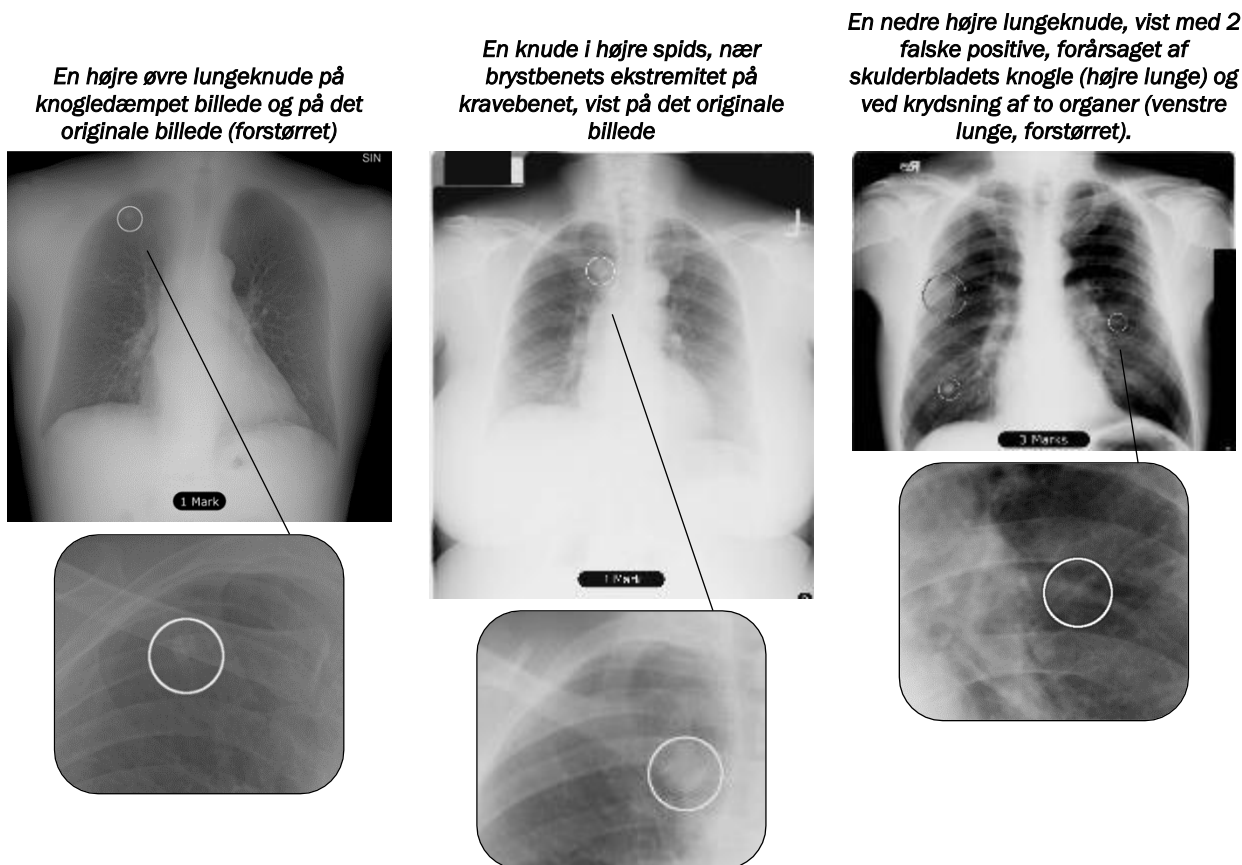 En højre øvre lungeknude på
knogledæmpet billede og på det
originale billede (forstørret)
En knude i højre spids, nær
brystbenets ekstremitet på
kravebenet, vist på det originale
billede
En nedre højre lungeknude, vist med 2
falske positive, forårsaget af
skulderbladets knogle (højre lunge) og
ved krydsning af to organer (venstre
lunge, forstørret).
SIN
1 Mark
1 Mark
3 Marks